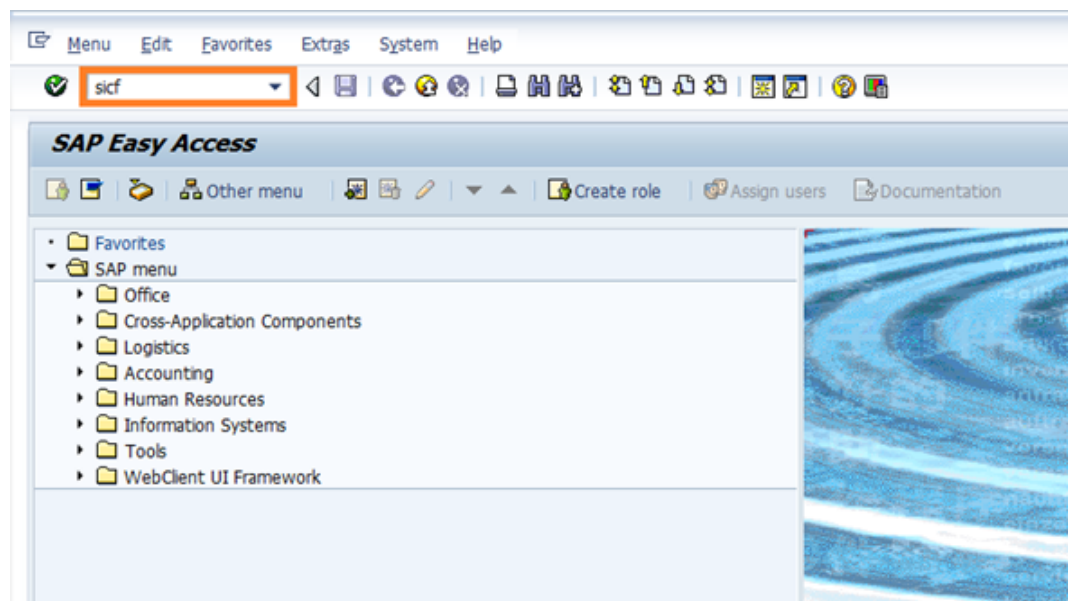 Menu Edit Favorites Extras System Help
sicf
SAP Easy Access
Other menu Create role Assign users Documentation
Favorites
SAP menu
Office
Cross-Application Components
Logistics
Accounting
Human Resources
Information Systems
Tools
WebClient UI Framework